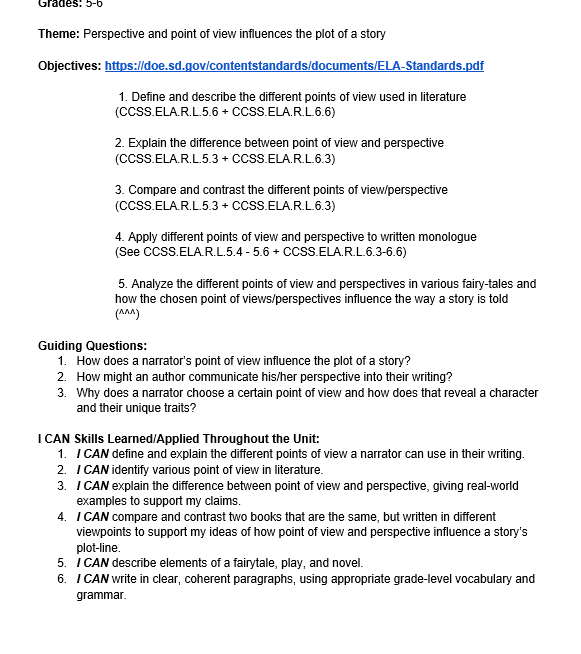 Grades: 5-6
Theme: Perspective and point of view influences the plot of a story
Objectives: https://doe.sd.gov/contentstandards/documents/ELA-Standards.pdf
1. Define and describe the different points of view used in literature
(CCSS.ELA.R.L.5.6 + CCSS.ELA.R.L.6.6)
2. Explain the difference between point of view and perspective
(CCSS.ELA.R.L.5.3 + CCSS.ELA.R.L.6.3)
3. Compare and contrast the different points of view/perspective
(CCSS.ELA.R.L.5.3 + CCSS.ELA.R.L.6.3)
4. Apply different points of view and perspective to written monologue
(See CCSS.ELA.R.L.5.4 - 5.6 + CCSS.ELA.R.L.6.3-6.6)
5. Analyze the different points of view and perspectives in various fairy-tales and
how the chosen point of views/perspectives influence the way a story is told
(^^^)
Guiding Questions:
1. How does a narrator's point of view influence the plot of a story?
2. How might an author communicate his/her perspective into their writing?
3. Why does a narrator choose a certain point of view and how does that reveal a character
and their unique traits?
I CAN Skills Learned/Applied Throughout the Unit:
1. I CAN define and explain the different points of view a narrator can use in their writing.
2. I CAN identify various point of view in literature.
3. I CAN explain the difference between point of view and perspective, giving real-world
examples to support my claims.
4. I CAN compare and contrast two books that are the same, but written in different
viewpoints to support my ideas of how point of view and perspective influence a story's
plot-line.
5. I CAN describe elements of a fairytale, play, and novel.
6. I CAN write in clear, coherent paragraphs, using appropriate grade-level vocabulary and
grammar.